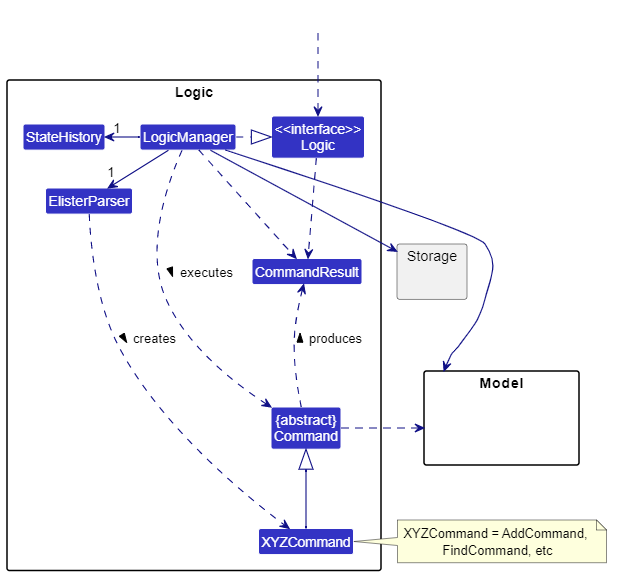 Logic
StateHistory
1
LogicManager
<<interface>>
Logic
1
ElisterParser
Storage
CommandResult
executes
creates
produces
Model
{abstract}
Command
XYZCommand
XYZCommand = AddCommand,
FindCommand, etc